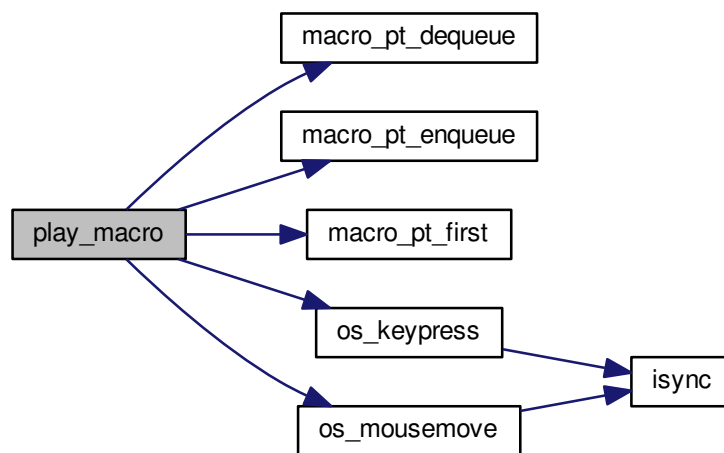 macro_pt_dequeue
macro_pt_enqueue
play_macro
macro_pt_first
os_keypress
isync
os_mousemove